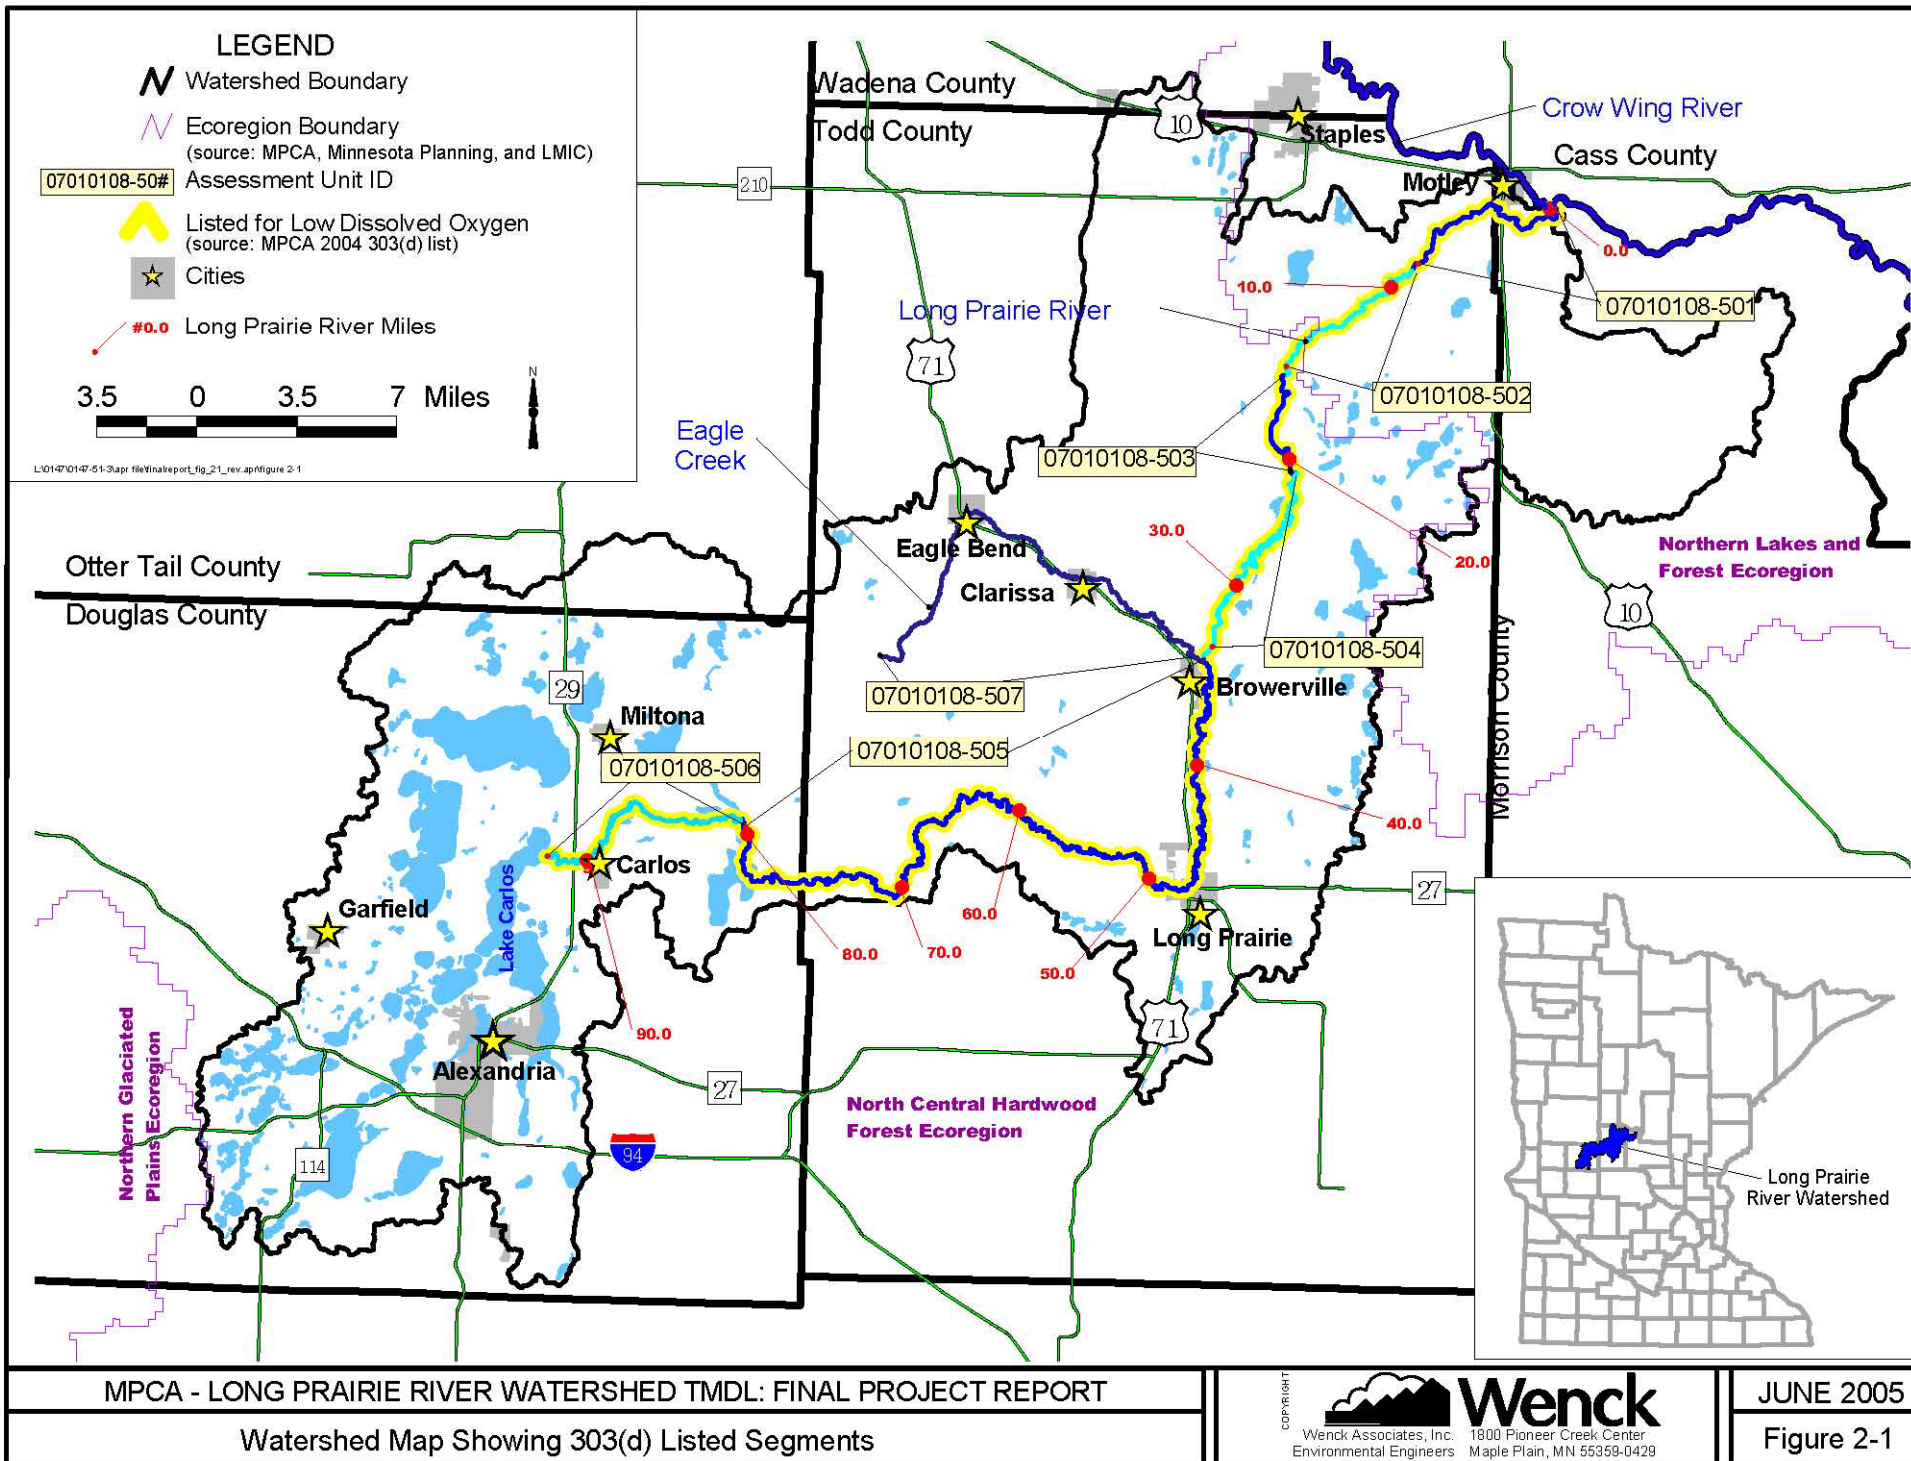 LEGEND
Watershed Boundary
Ecoregion Boundary
(source: MPCA, Minnesota Planning, and LMIC)
07010108-50# Assessment Unit ID
Listed for Low Dissolved Oxygen
(source: MPCA 2004 303(d) list)
Cities
#0.0 Long Prairie River Miles
3.5 0 3.5 7 Miles
N
Wadena County
Todd County
10
Staples
Crow Wing River
Cass County
Motley
210
0.0
10.0
07010108-501
Long Prairie River
71
07010108-502
Eagle
Creek
07010108-503
Eagle Bend
30.0
20.0
Northern Lakes and
Forest Ecoregion
Otter Tail County
Douglas County
Clarissa
10
07010108-504
Morrison County
29
07010108-507
Browerville
Miltona
07010108-505
07010108-506
40.0
Carlos
Lake Carlos
Garfield
27
60.0
80.0
70.0
50.0
Long Prairie
90.0
71
Alexandria
27
Northern Glaciated
Plains Ecoregion
North Central Hardwood
Forest Ecoregion
114
94
Long Prairie
River Watershed
MPCA - LONG PRAIRIE RIVER WATERSHED TMDL: FINAL PROJECT REPORT
Watershed Map Showing 303(d) Listed Segments
COPYRIGHT
Wenck
Wenck Associates, Inc. 1800 Pioneer Creek Center
Environmental Engineers Maple Plain, MN 55359-0429
JUNE 2005
Figure 2-1